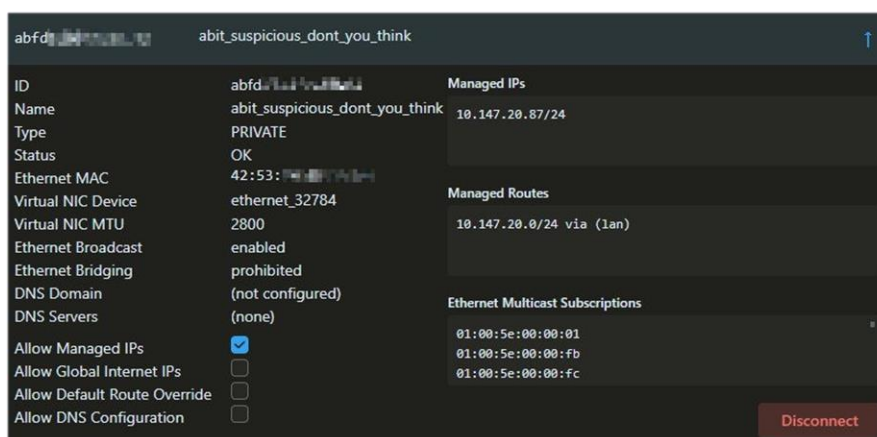 abfd abit_suspicious_dont_you_think ↑
ID abfd
Name abit_suspicious_dont_you_think
Type PRIVATE
Status OK
Ethernet MAC 42:53:
Virtual NIC Device ethernet_32784
Virtual NIC MTU 2800
Ethernet Broadcast enabled
Ethernet Bridging prohibited
DNS Domain (not configured)
DNS Servers (none)
Allow Managed IPs
Allow Global Internet IPs
Allow Default Route Override
Allow DNS Configuration
Managed IPs
10.147.20.87/24
Managed Routes
10.147.20.0/24 via (lan)
Ethernet Multicast Subscriptions
01:00:5e:00:00:01
01:00:5e:00:00:fb
01:00:5e:00:00:fc
Disconnect